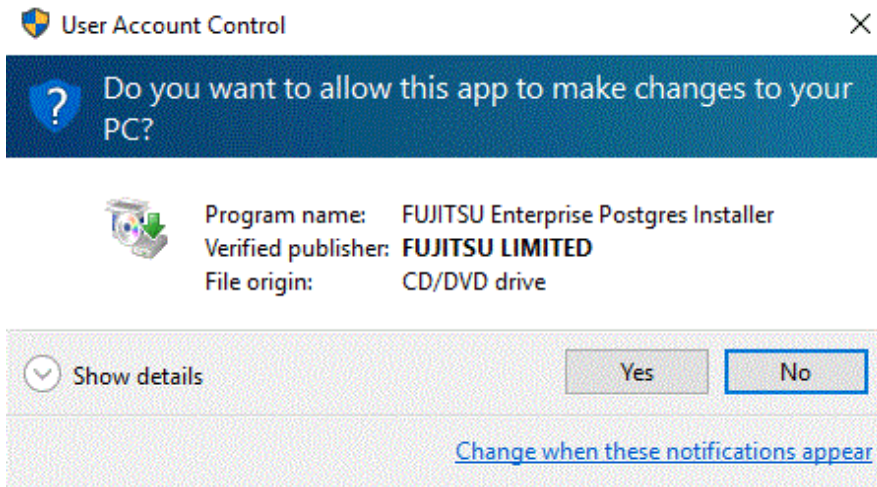 User Account Control
Do you want to allow this app to make changes to your
PC?
Program name: FUJITSU Enterprise Postgres Installer
Verified publisher: FUJITSU LIMITED
File origin: CD/DVD drive
Show details
Yes
No
Change when these notifications appear